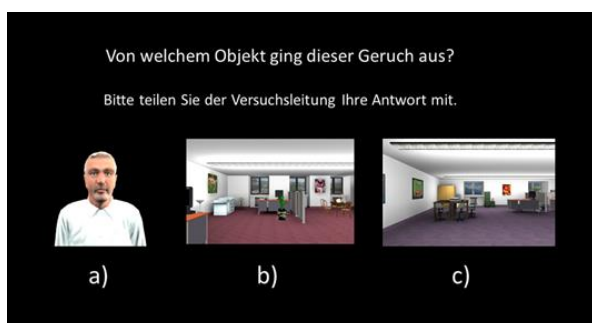 Von welchem Objekt ging dieser Geruch aus?
Bitte teilen Sie der Versuchsleitung Ihre Antwort mit.
a) b) c)